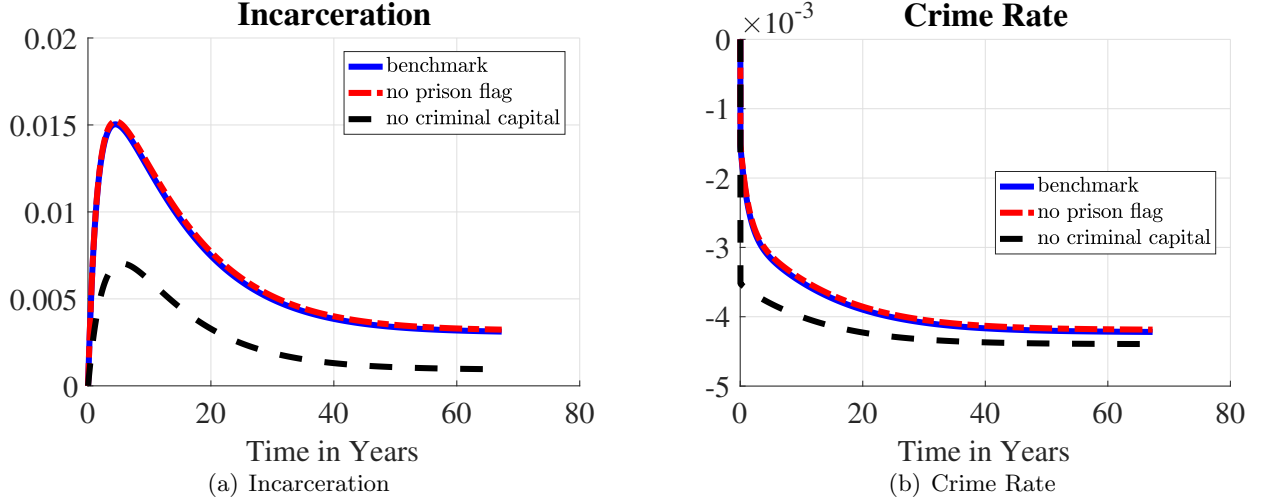 Incarceration
0.02
0.015
0.01
0.005
0
0
20
40
60
80
benchmark
no prison flag
no criminal capital
Time in Years
(a) Incarceration
Crime Rate
×10⁻³
0
-1
-2
-3
-4
-5
0
20
40
60
80
benchmark
no prison flag
no criminal capital
Time in Years
(b) Crime Rate